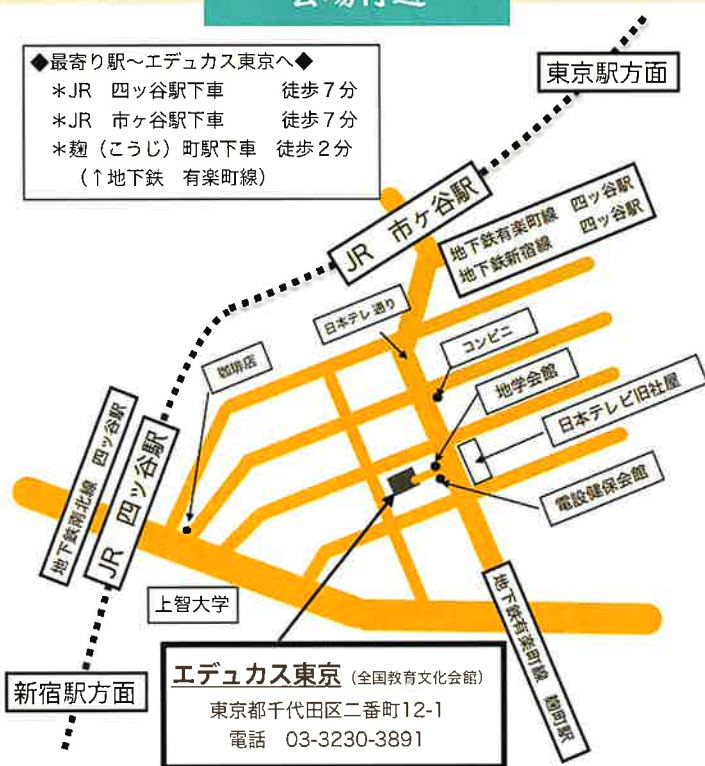 会場付近
◆最寄り駅～エデュカス東京へ◆
＊JR 四ッ谷駅下車 徒歩７分
＊JR 市ヶ谷駅下車 徒歩７分
＊麹（こうじ）町駅下車 徒歩２分
（↑地下鉄 有楽町線）
東京駅方面
JR 市ヶ谷駅
地下鉄有楽町線 四ッ谷駅
地下鉄新宿線 四ッ谷駅
日本テレ通り
コンビニ
珈琲店
地学会館
日本テレビ旧社屋
電設健保会館
地下鉄南北線 四ッ谷駅
JR 四ッ谷駅
上智大学
地下鉄有楽町線 麹町駅
新宿駅方面
エデュカス東京（全国教育文化会館）
東京都千代田区二番町12-1
電話 03-3230-3891